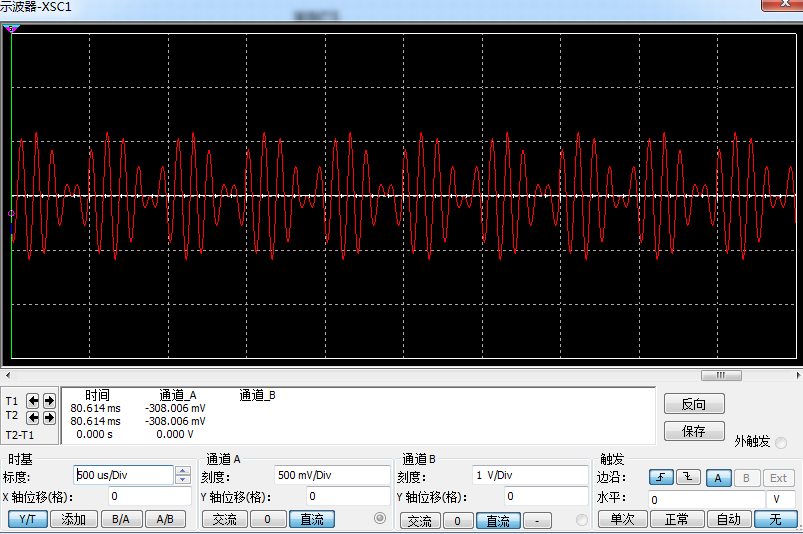 示波器-XSC1
时间 通道_A 通道_B
T1 80.614 ms -308.006 mV
T2 80.614 ms -308.006 mV
T2-T1 0.000 s 0.000 V
反向
保存
外触发
时基
标度: 500 us/Div
X 轴位移(格): 0
Y/T 添加 B/A A/B
通道 A
刻度: 500 mV/Div
Y 轴位移(格): 0
交流 0 直流
通道 B
刻度: 1 V/Div
Y 轴位移(格): 0
交流 0 直流 -
触发
边沿: A B Ext
水平: 0 V
单次 正常 自动 无